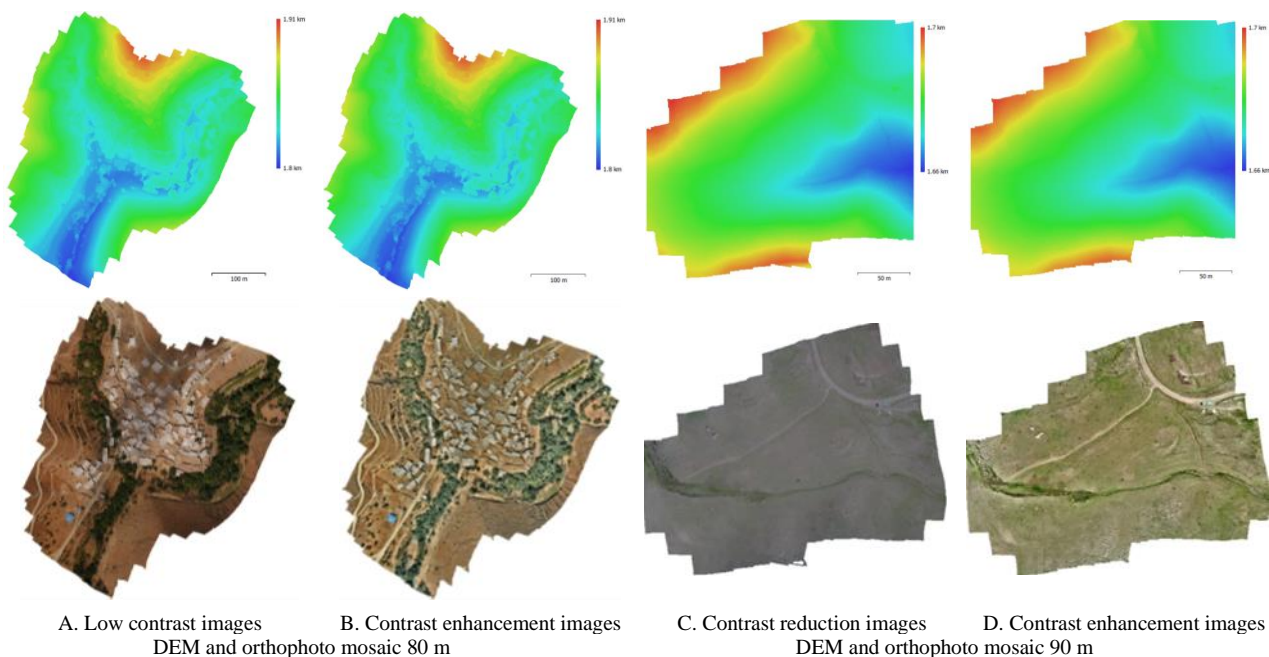 1.91 km
1.8 km
100 m
1.91 km
1.8 km
100 m
1.7 km
1.66 km
50 m
1.7 km
1.66 km
50 m
A. Low contrast images
B. Contrast enhancement images
C. Contrast reduction images
D. Contrast enhancement images
DEM and orthophoto mosaic 80 m
DEM and orthophoto mosaic 90 m